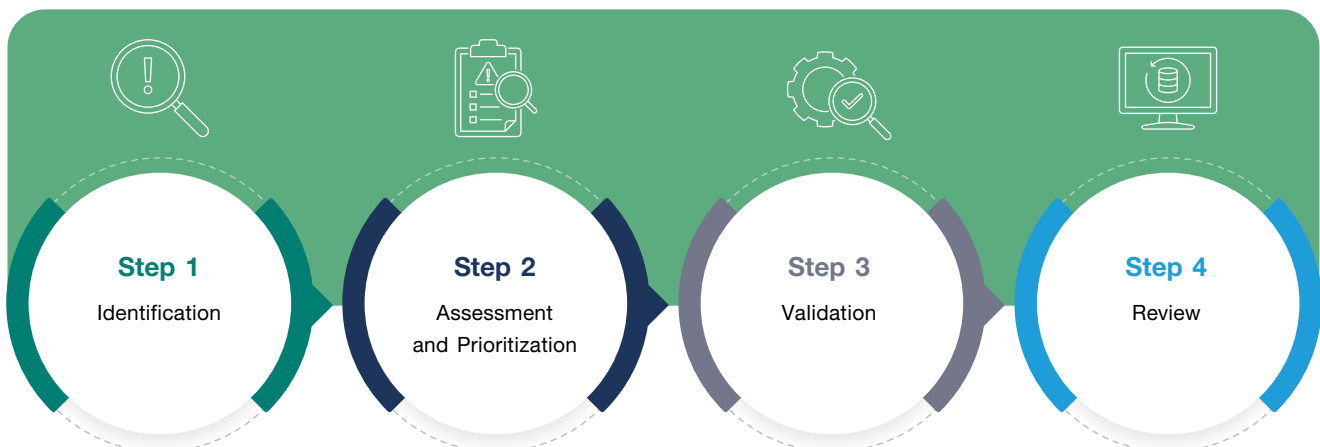 Step 1
Identification
Step 2
Assessment
and Prioritization
Step 3
Validation
Step 4
Review